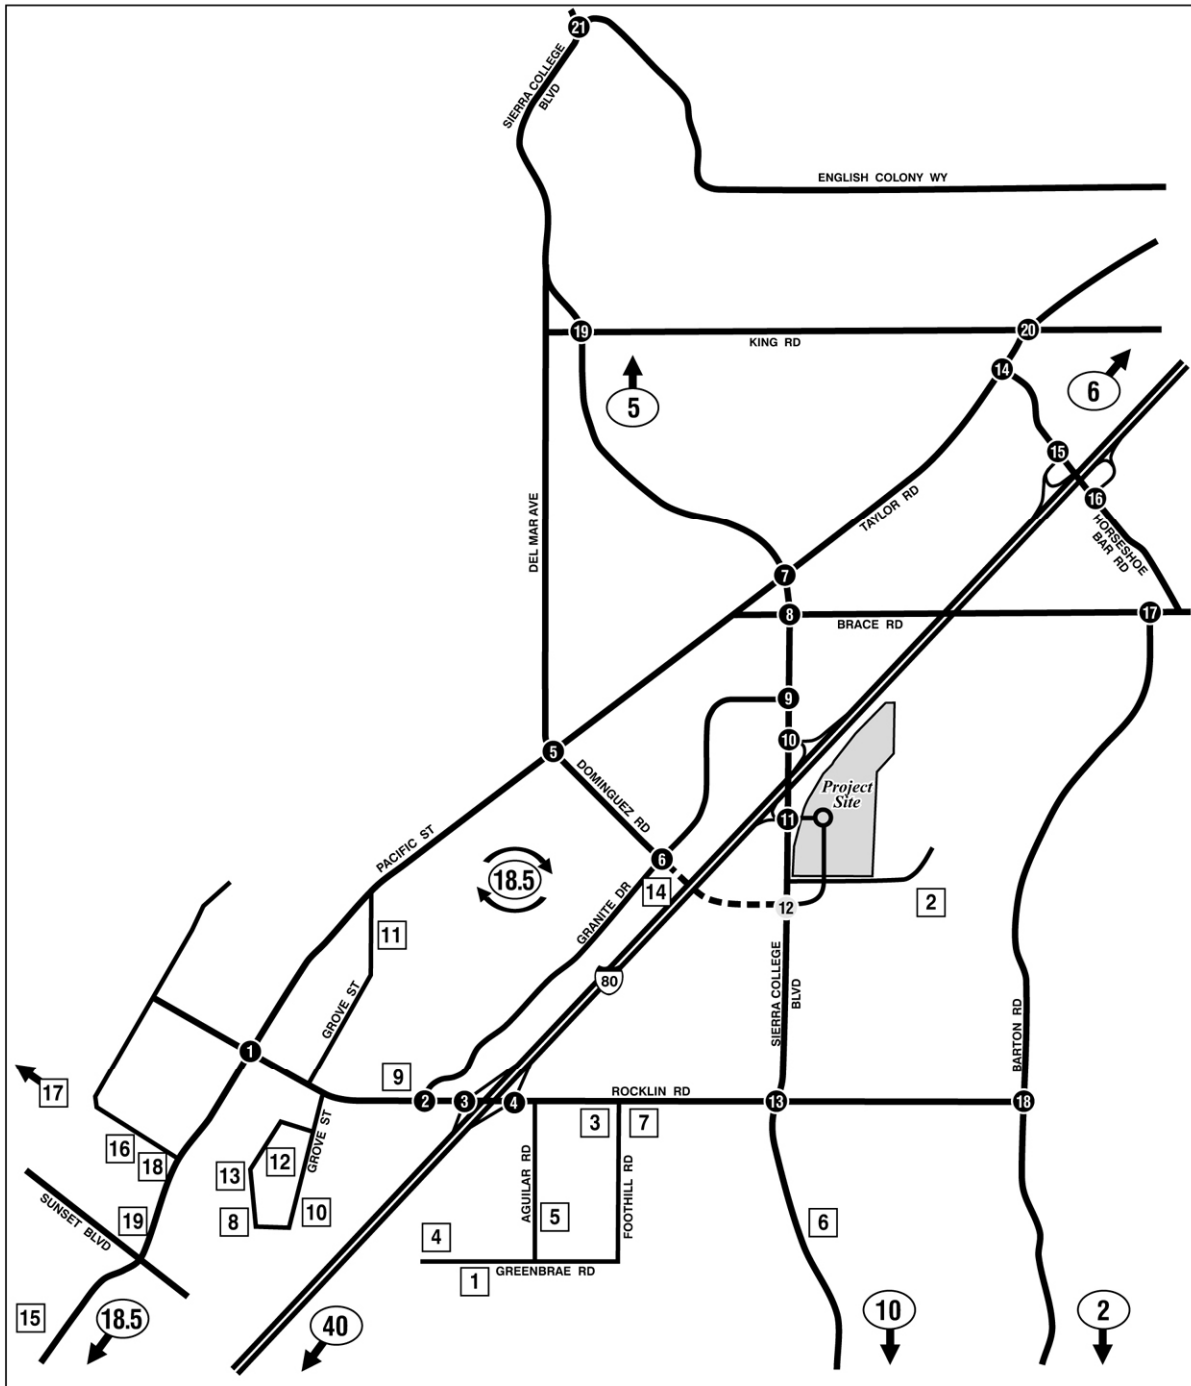 21
SIERRA COLLEGE
BLVD
ENGLISH COLONY WY
19
20
KING RD
14
5
6
15
16
DEL MAR AVE
TAYLOR RD
HORSESHOE
BAR RD
7
8
17
BRACE RD
9
10
5
DOMINGUEZ RD
Project
Site
11
PACIFIC ST
6
18.5
14
GRANITE DR
12
2
11
80
SIERRA COLLEGE
BLVD
GROVE ST
BARTON RD
1
9
17
2
3
4
ROCKLIN RD
13
18
3
7
16
18
12
13
GROVE ST
AGUILAR RD
FOOTHILL RD
SUNSET BLVD
19
8
10
5
6
4
GREENBRAE RD
1
15
18.5
40
10
2